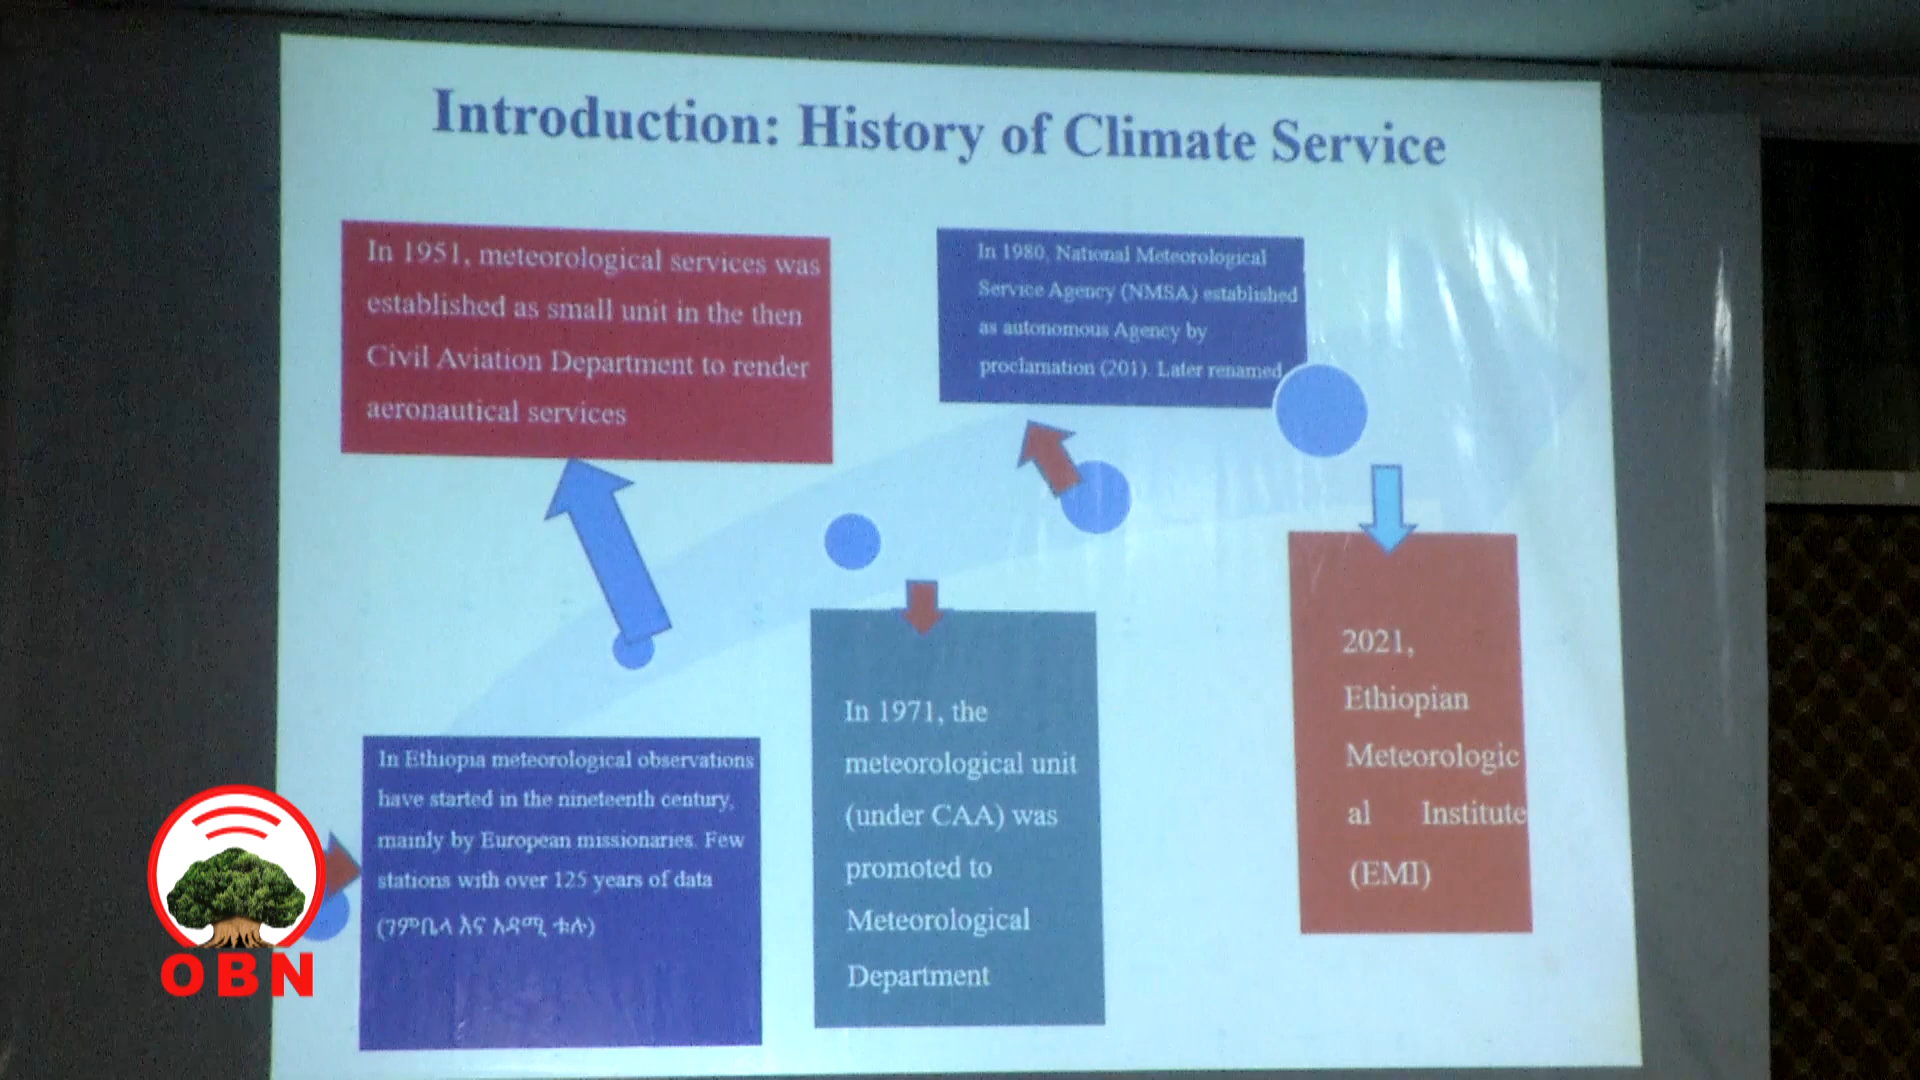 Introduction: History of Climate Service
In 1951, meteorological services was
established as small unit in the then
Civil Aviation Department to render
aeronautical services
In 1980, National Meteorological
Service Agency (NMSA) established
as autonomous Agency by
proclamation (201). Later renamed
In Ethiopia meteorological observations
have started in the nineteenth century,
mainly by European missionaries. Few
stations with over 125 years of data
(ጋምቤላ እና አዳሚ ቱሉ)
In 1971, the
meteorological unit
(under CAA) was
promoted to
Meteorological
Department
2021,
Ethiopian
Meteorologic
al Institute
(EMI)
OBN